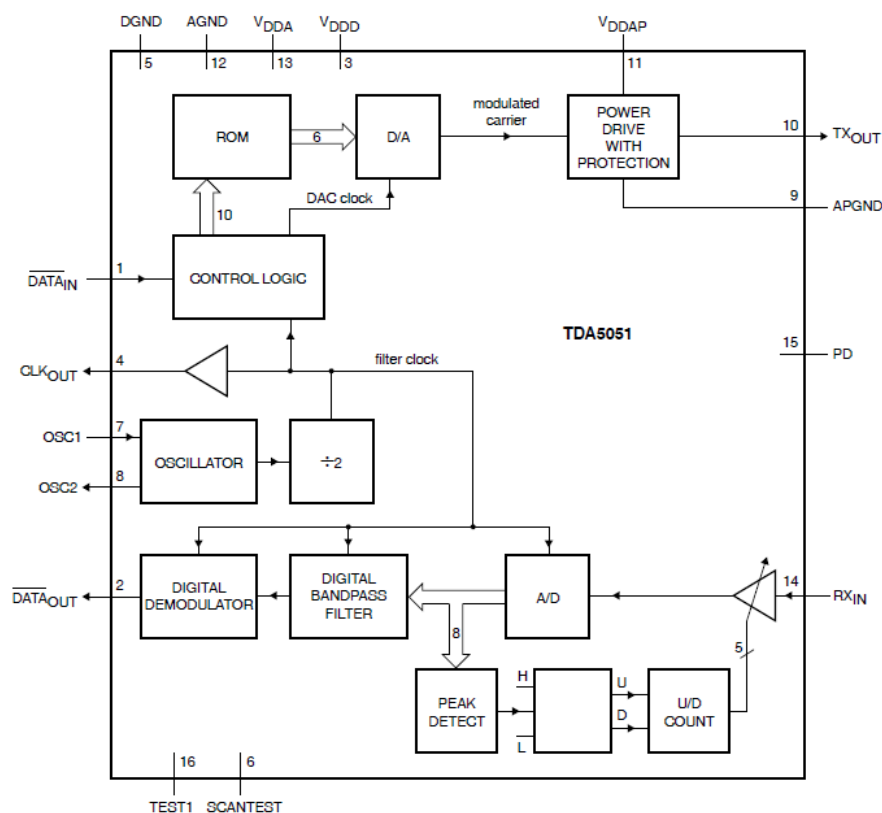 DGND AGND VDDA VDDD VDDAP
5 12 13 3 11
ROM
6
D/A
modulated
carrier
POWER
DRIVE
WITH
PROTECTION
10 TXOUT
9 APGND
10
DAC clock
DATAIN 1
CONTROL LOGIC
TDA5051
15 PD
CLKOUT 4
filter clock
OSC1 7
OSC2 8
OSCILLATOR
÷2
DATAOUT 2
DIGITAL
DEMODULATOR
DIGITAL
BANDPASS
FILTER
A/D
14 RXIN
8
5
PEAK
DETECT
H
L
U
D
U/D
COUNT
16 6
TEST1 SCANTEST